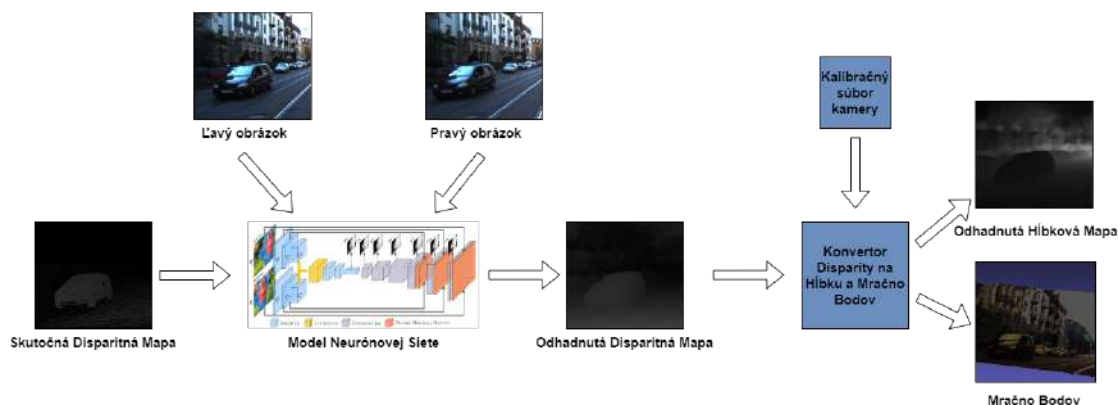 Ľavý obrázok
Pravý obrázok
Kalibračný
súbor
kamery
Skutočná Disparitná Mapa
Model Neurónovej Siete
Odhadnutá Disparitná Mapa
Konvertor
Disparity na
Hĺbku a Mračno
Bodov
Odhadnutá Hĺbková Mapa
Mračno Bodov